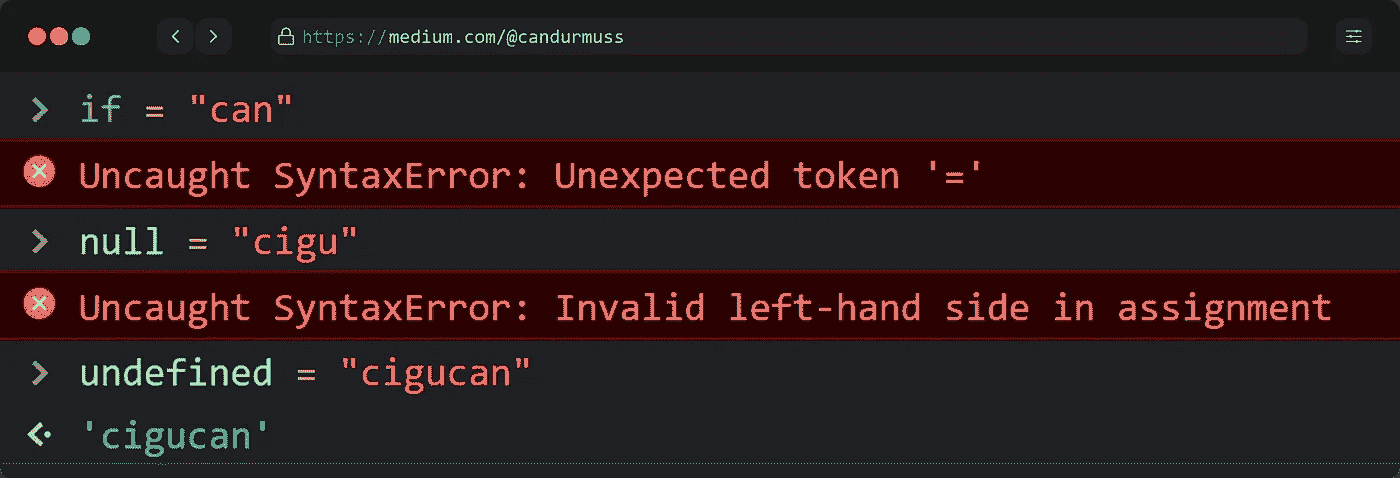 https://medium.com/@candurmuss
> if = "can"
Uncaught SyntaxError: Unexpected token '='
> null = "cigu"
Uncaught SyntaxError: Invalid left-hand side in assignment
> undefined = "cigucan"
'cigucan'